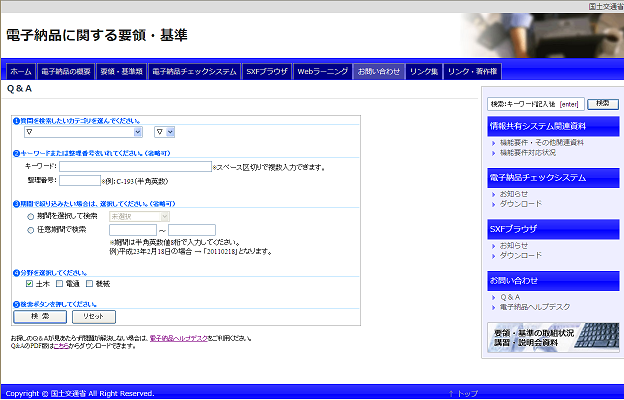 国土交通省
電子納品に関する要領・基準
ホーム 電子納品の概要 要領・基準類 電子納品チェックシステム SXFブラウザ Webラーニング お問い合わせ リンク集 リンク・著作権
Q & A
❶質問を検索したいカテゴリを選んでください。
▽ ▽
❷キーワードまたは整理番号をいれてください。（省略可）
キーワード： ※スペース区切りで複数入力できます。
整理番号： ※例：C-193（半角英数）
❸期間で絞り込みたい場合は、選択してください。（省略可）
期間を選択して検索 未選択
任意期間で検索 ～
※期間は半角英数値8桁で入力してください。
例）平成23年2月18日の場合 → 「20110218」となります。
❹分野を選択してください。
土木 電通 機械
❺検索ボタンを押してください。
検 索 リセット
お探しのQ&Aが見あたらず問題が解決しない場合は、電子納品ヘルプデスクをご利用ください。
Q&AのPDF版はこちらからダウンロードできます。
検索:キーワード記入後 [enter] 検索
情報共有システム関連資料
機能要件・その他関連資料
機能要件対応状況
電子納品チェックシステム
お知らせ
ダウンロード
SXFブラウザ
お知らせ
ダウンロード
お問い合わせ
Q & A
電子納品ヘルプデスク
要領・基準の取組状況
講習・説明会資料
Copyright © 国土交通省 All Right Reserved.
↑ トップ